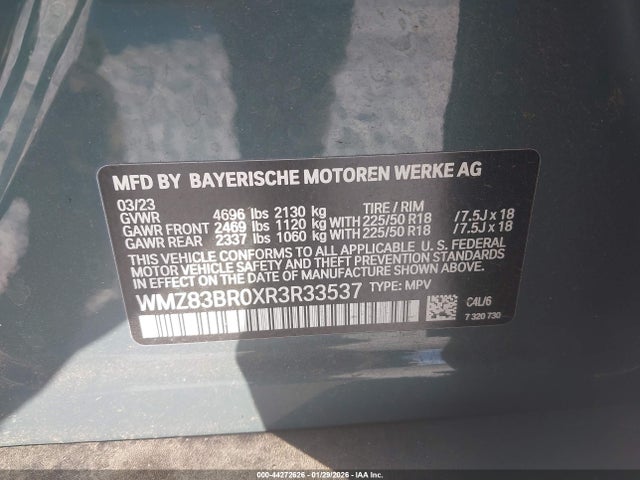 MFD BY BAYERISCHE MOTOREN WERKE AG
03/23 TIRE / RIM
GVWR 4696 lbs 2130 kg
GAWR FRONT 2469 lbs 1120 kg WITH 225/50 R18 /7.5J x 18
GAWR REAR 2337 lbs 1060 kg WITH 225/50 R18 /7.5J x 18
THIS VEHICLE CONFORMS TO ALL APPLICABLE U.S. FEDERAL
MOTOR VEHICLE SAFETY, BUMPER, AND THEFT PREVENTION
STANDARDS IN EFFECT ON THE DATE OF MANUFACTURE SHOWN ABOVE.
WMZ83BR0XR3R33537 TYPE: MPV
C4L/6
7 320 730
000-44272626 - 01/29/2026 - IAA Inc.